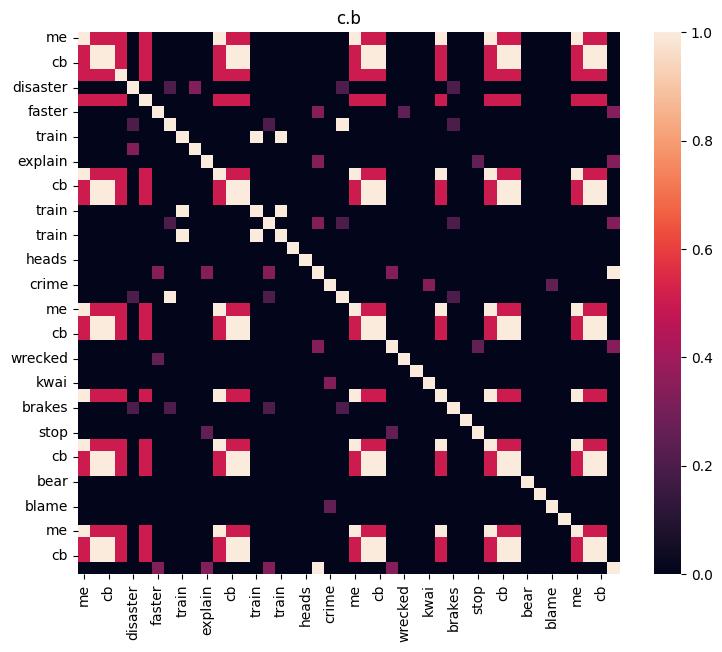 c.b
me
cb
disaster
faster
train
explain
cb
train
train
heads
crime
me
cb
wrecked
kwai
brakes
stop
cb
bear
blame
me
cb
1.0
0.8
0.6
0.4
0.2
0.0
me
cb
disaster
faster
train
explain
cb
train
train
heads
crime
me
cb
wrecked
kwai
brakes
stop
cb
bear
blame
me
cb